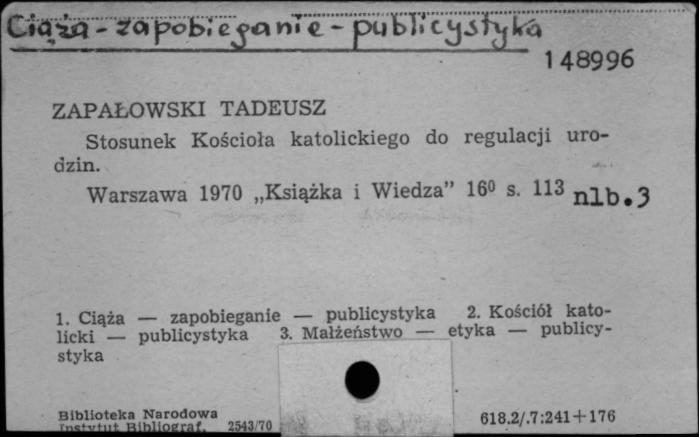 Ciąża - zapobieganie - publicystyka
148996
ZAPAŁOWSKI TADEUSZ
Stosunek Kościoła katolickiego do regulacji uro-
dzin.
Warszawa 1970 „Książka i Wiedza” 16⁰ s. 113 nlb.3
1. Ciąża — zapobieganie — publicystyka 2. Kościół kato-
licki — publicystyka 3. Małżeństwo — etyka — publicy-
styka
Biblioteka Narodowa
Instytut Bibliograf. 2543/70
618.2/.7:241+176